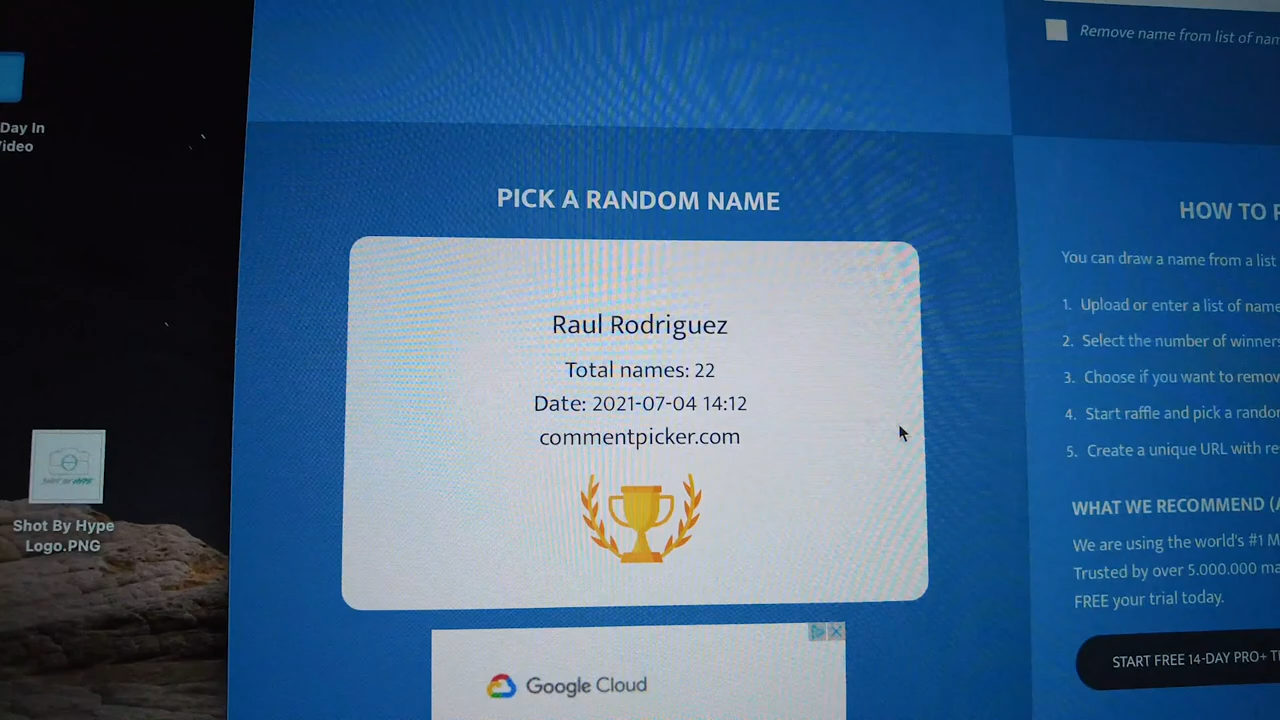 Day In
Video
Shot By Hype
Logo.PNG
PICK A RANDOM NAME
Raul Rodriguez
Total names: 22
Date: 2021-07-04 14:12
commentpicker.com
Google Cloud
Remove name from list of nam
HOW TO
You can draw a name from a list
1. Upload or enter a list of name
2. Select the number of winners
3. Choose if you want to remov
4. Start raffle and pick a rando
5. Create a unique URL with re
WHAT WE RECOMMEND (A
We are using the world's #1 M
Trusted by over 5.000.000 ma
FREE your trial today.
START FREE 14-DAY PRO+ T